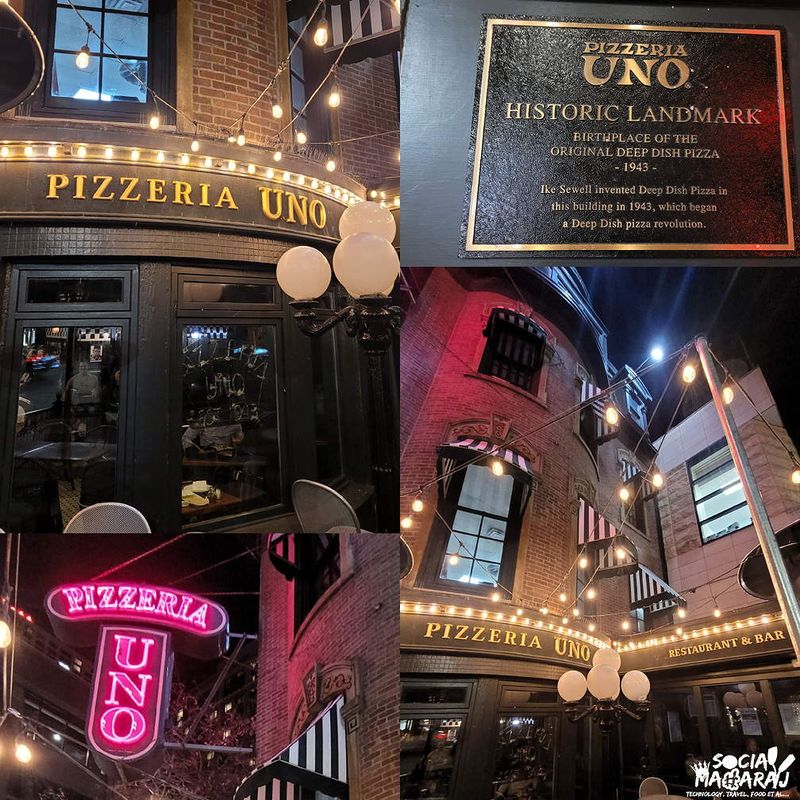 PIZZERIA UNO
PIZZERIA
UNO
HISTORIC LANDMARK
BIRTHPLACE OF THE
ORIGINAL DEEP DISH PIZZA
- 1943 -
Ike Sewell invented Deep Dish Pizza in
this building in 1943, which began
a Deep Dish pizza revolution.
UNO
PIZZERIA
UNO
PIZZERIA UNO
RESTAURANT & BAR
SOCIAL
MAHARAJ
TECHNOLOGY, TRAVEL, FOOD ET AL...